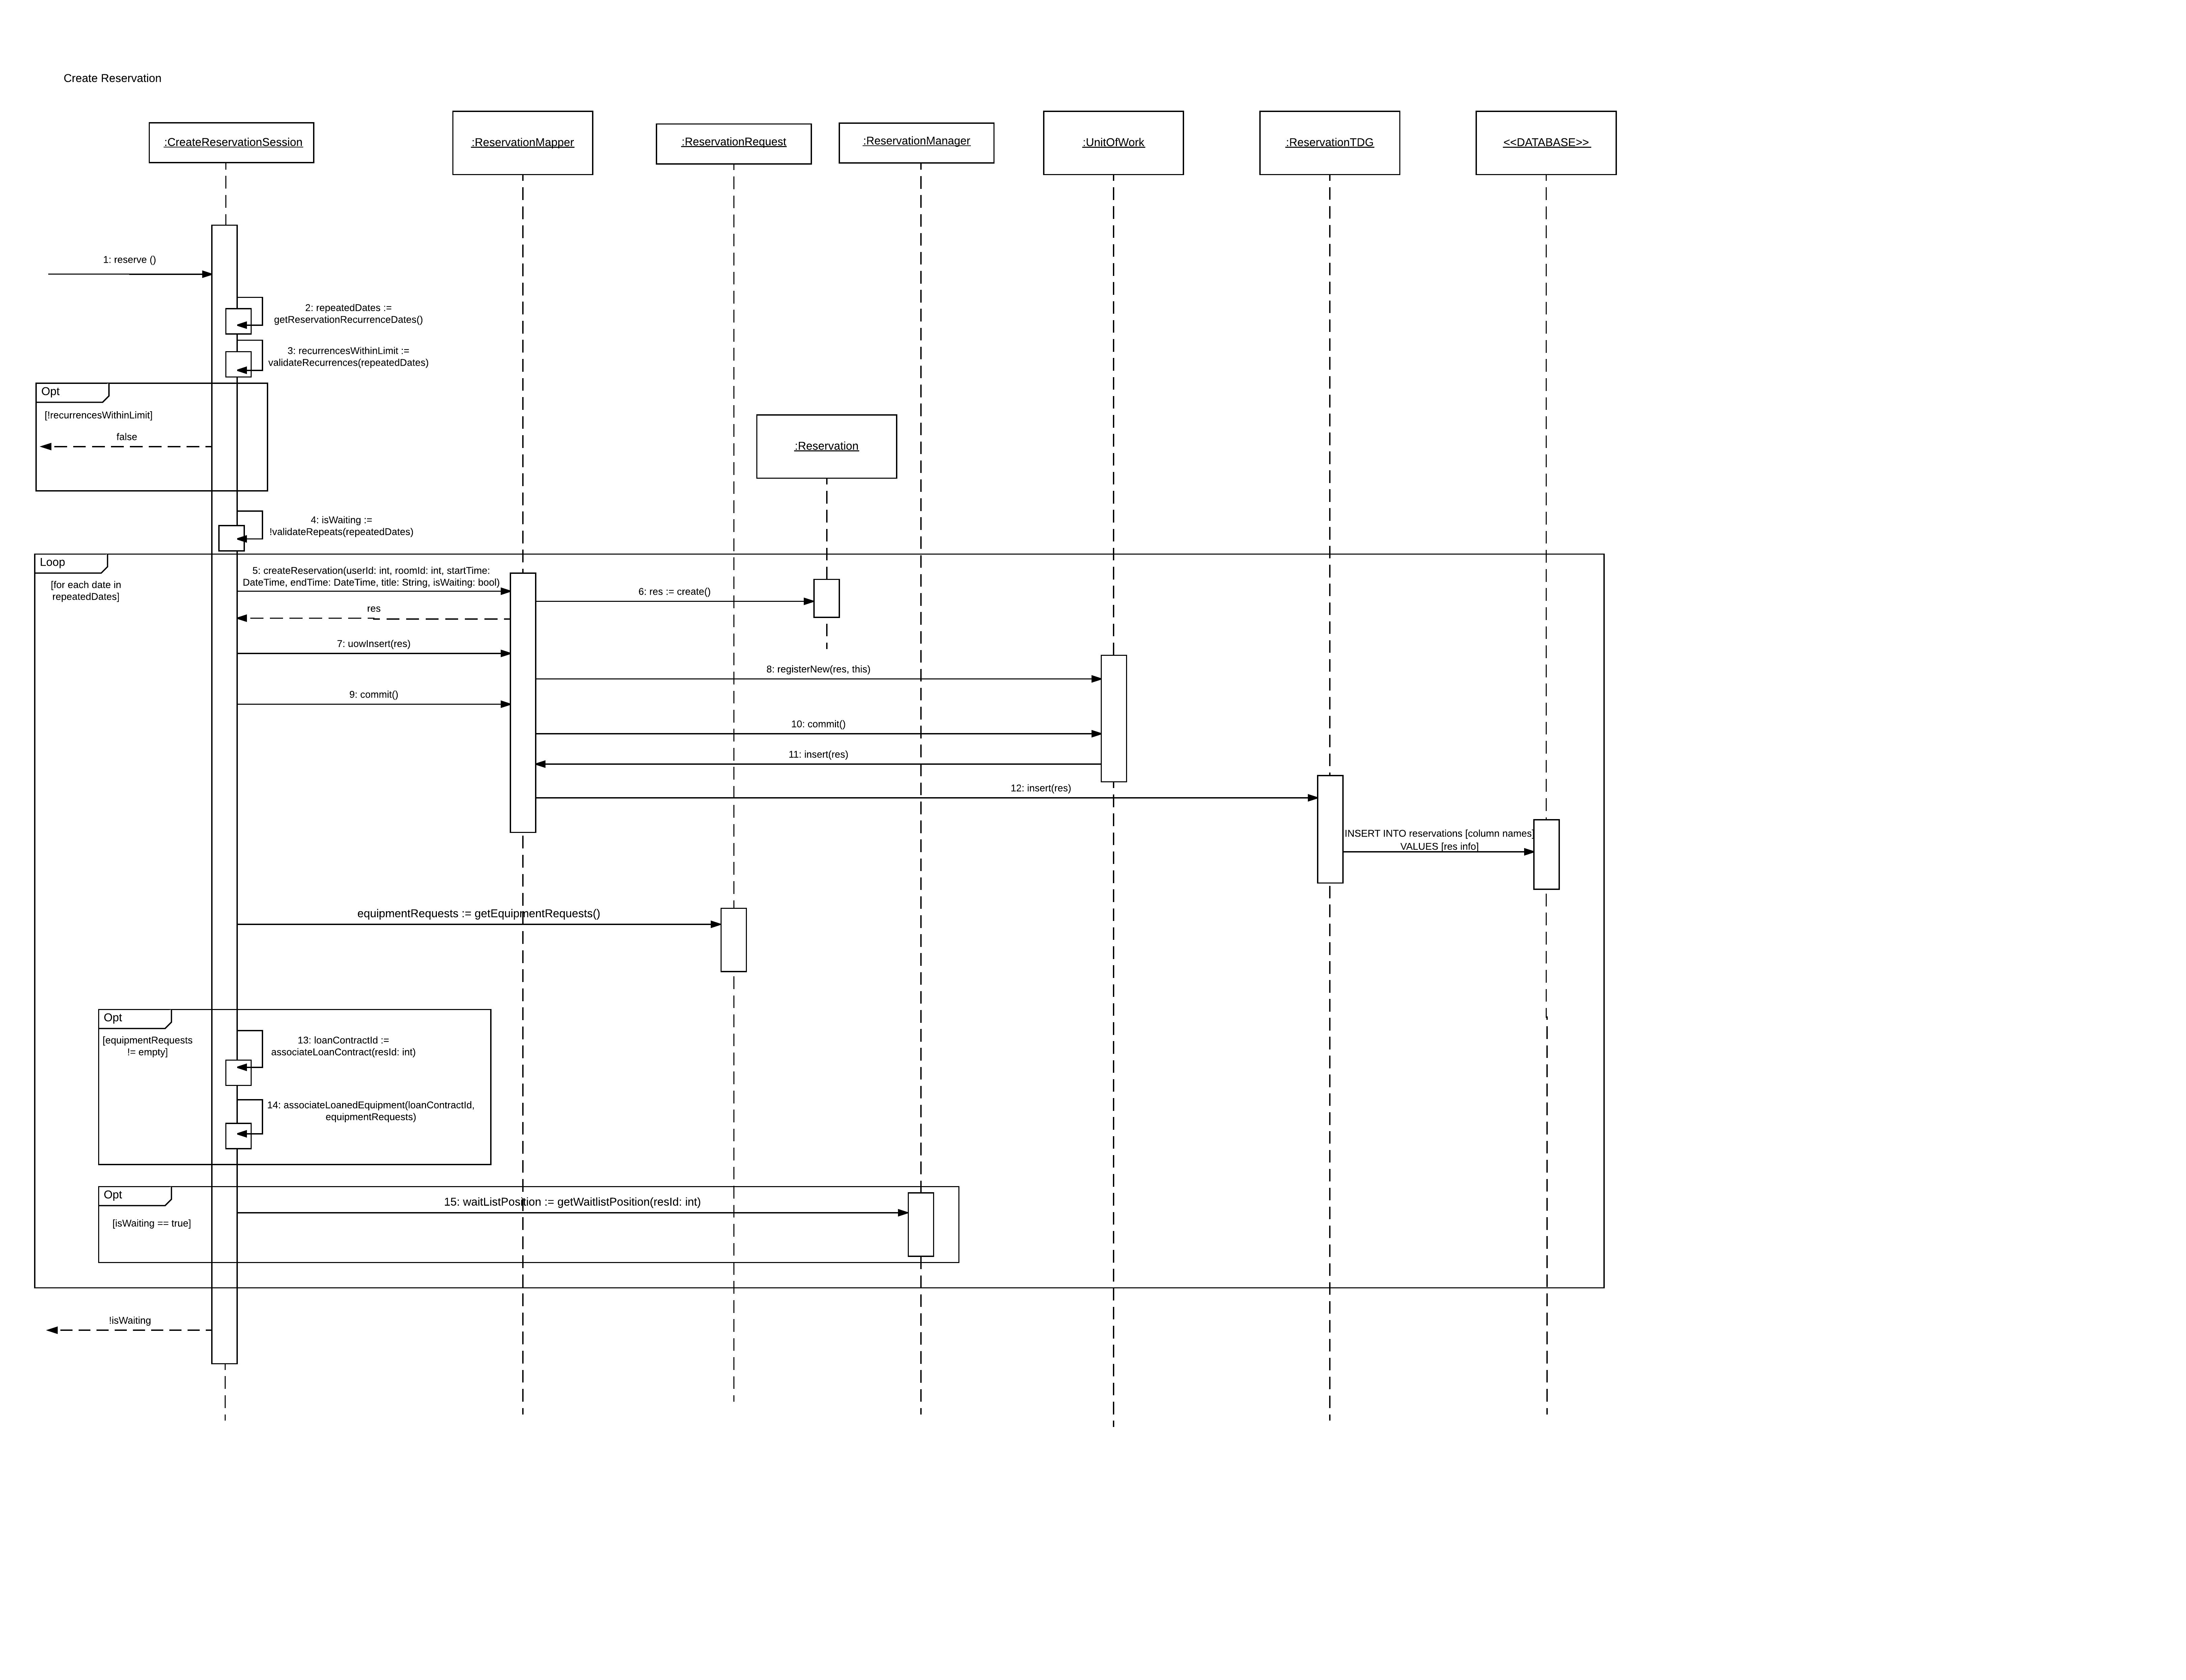 Create Reservation
:CreateReservationSession
:ReservationMapper
:ReservationRequest
:ReservationManager
:UnitOfWork
:ReservationTDG
<<DATABASE>>
1: reserve ()
2: repeatedDates :=
getReservationRecurrenceDates()
3: recurrencesWithinLimit :=
validateRecurrences(repeatedDates)
Opt
[!recurrencesWithinLimit]
false
:Reservation
4: isWaiting :=
!validateRepeats(repeatedDates)
Loop
[for each date in
repeatedDates]
5: createReservation(userId: int, roomId: int, startTime:
DateTime, endTime: DateTime, title: String, isWaiting: bool)
6: res := create()
res
7: uowInsert(res)
8: registerNew(res, this)
9: commit()
10: commit()
11: insert(res)
12: insert(res)
INSERT INTO reservations [column names]
VALUES [res info]
equipmentRequests := getEquipmentRequests()
Opt
[equipmentRequests
!= empty]
13: loanContractId :=
associateLoanContract(resId: int)
14: associateLoanedEquipment(loanContractId,
equipmentRequests)
Opt
[isWaiting == true]
15: waitListPosition := getWaitlistPosition(resId: int)
!isWaiting